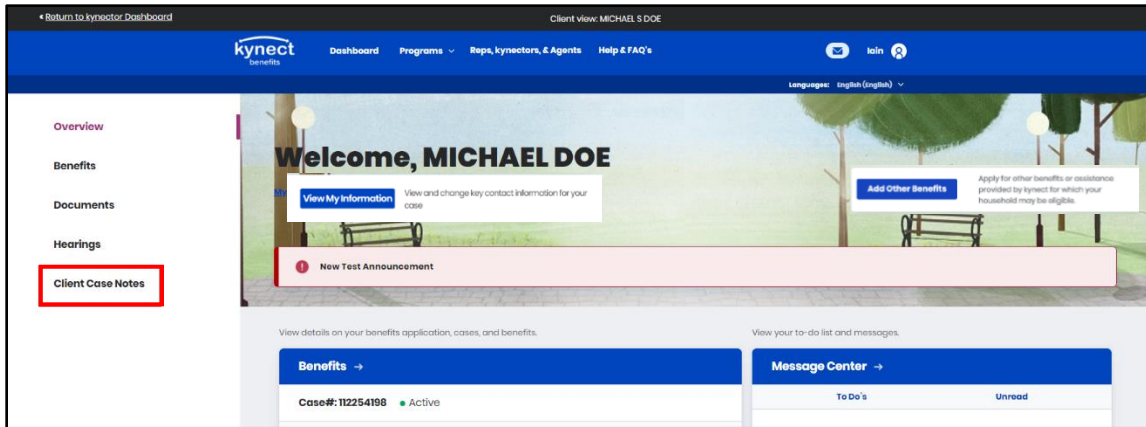 Return to kynector Dashboard
Client view: MICHAEL S DOE
kynect
benefits
Dashboard
Programs
Reps, kynectors, & Agents
Help & FAQ's
Iain
Languages: English (English)
Overview
Benefits
Documents
Hearings
Client Case Notes
Welcome, MICHAEL DOE
View My Information
View and change key contact information for your
case
Add Other Benefits
Apply for other benefits or assistance
provided by kynect for which your
household may be eligible.
New Test Announcement
View details on your benefits application, cases, and benefits.
Benefits →
Case#: 112254198 Active
View your to-do list and messages.
Message Center →
To Do's
Unread